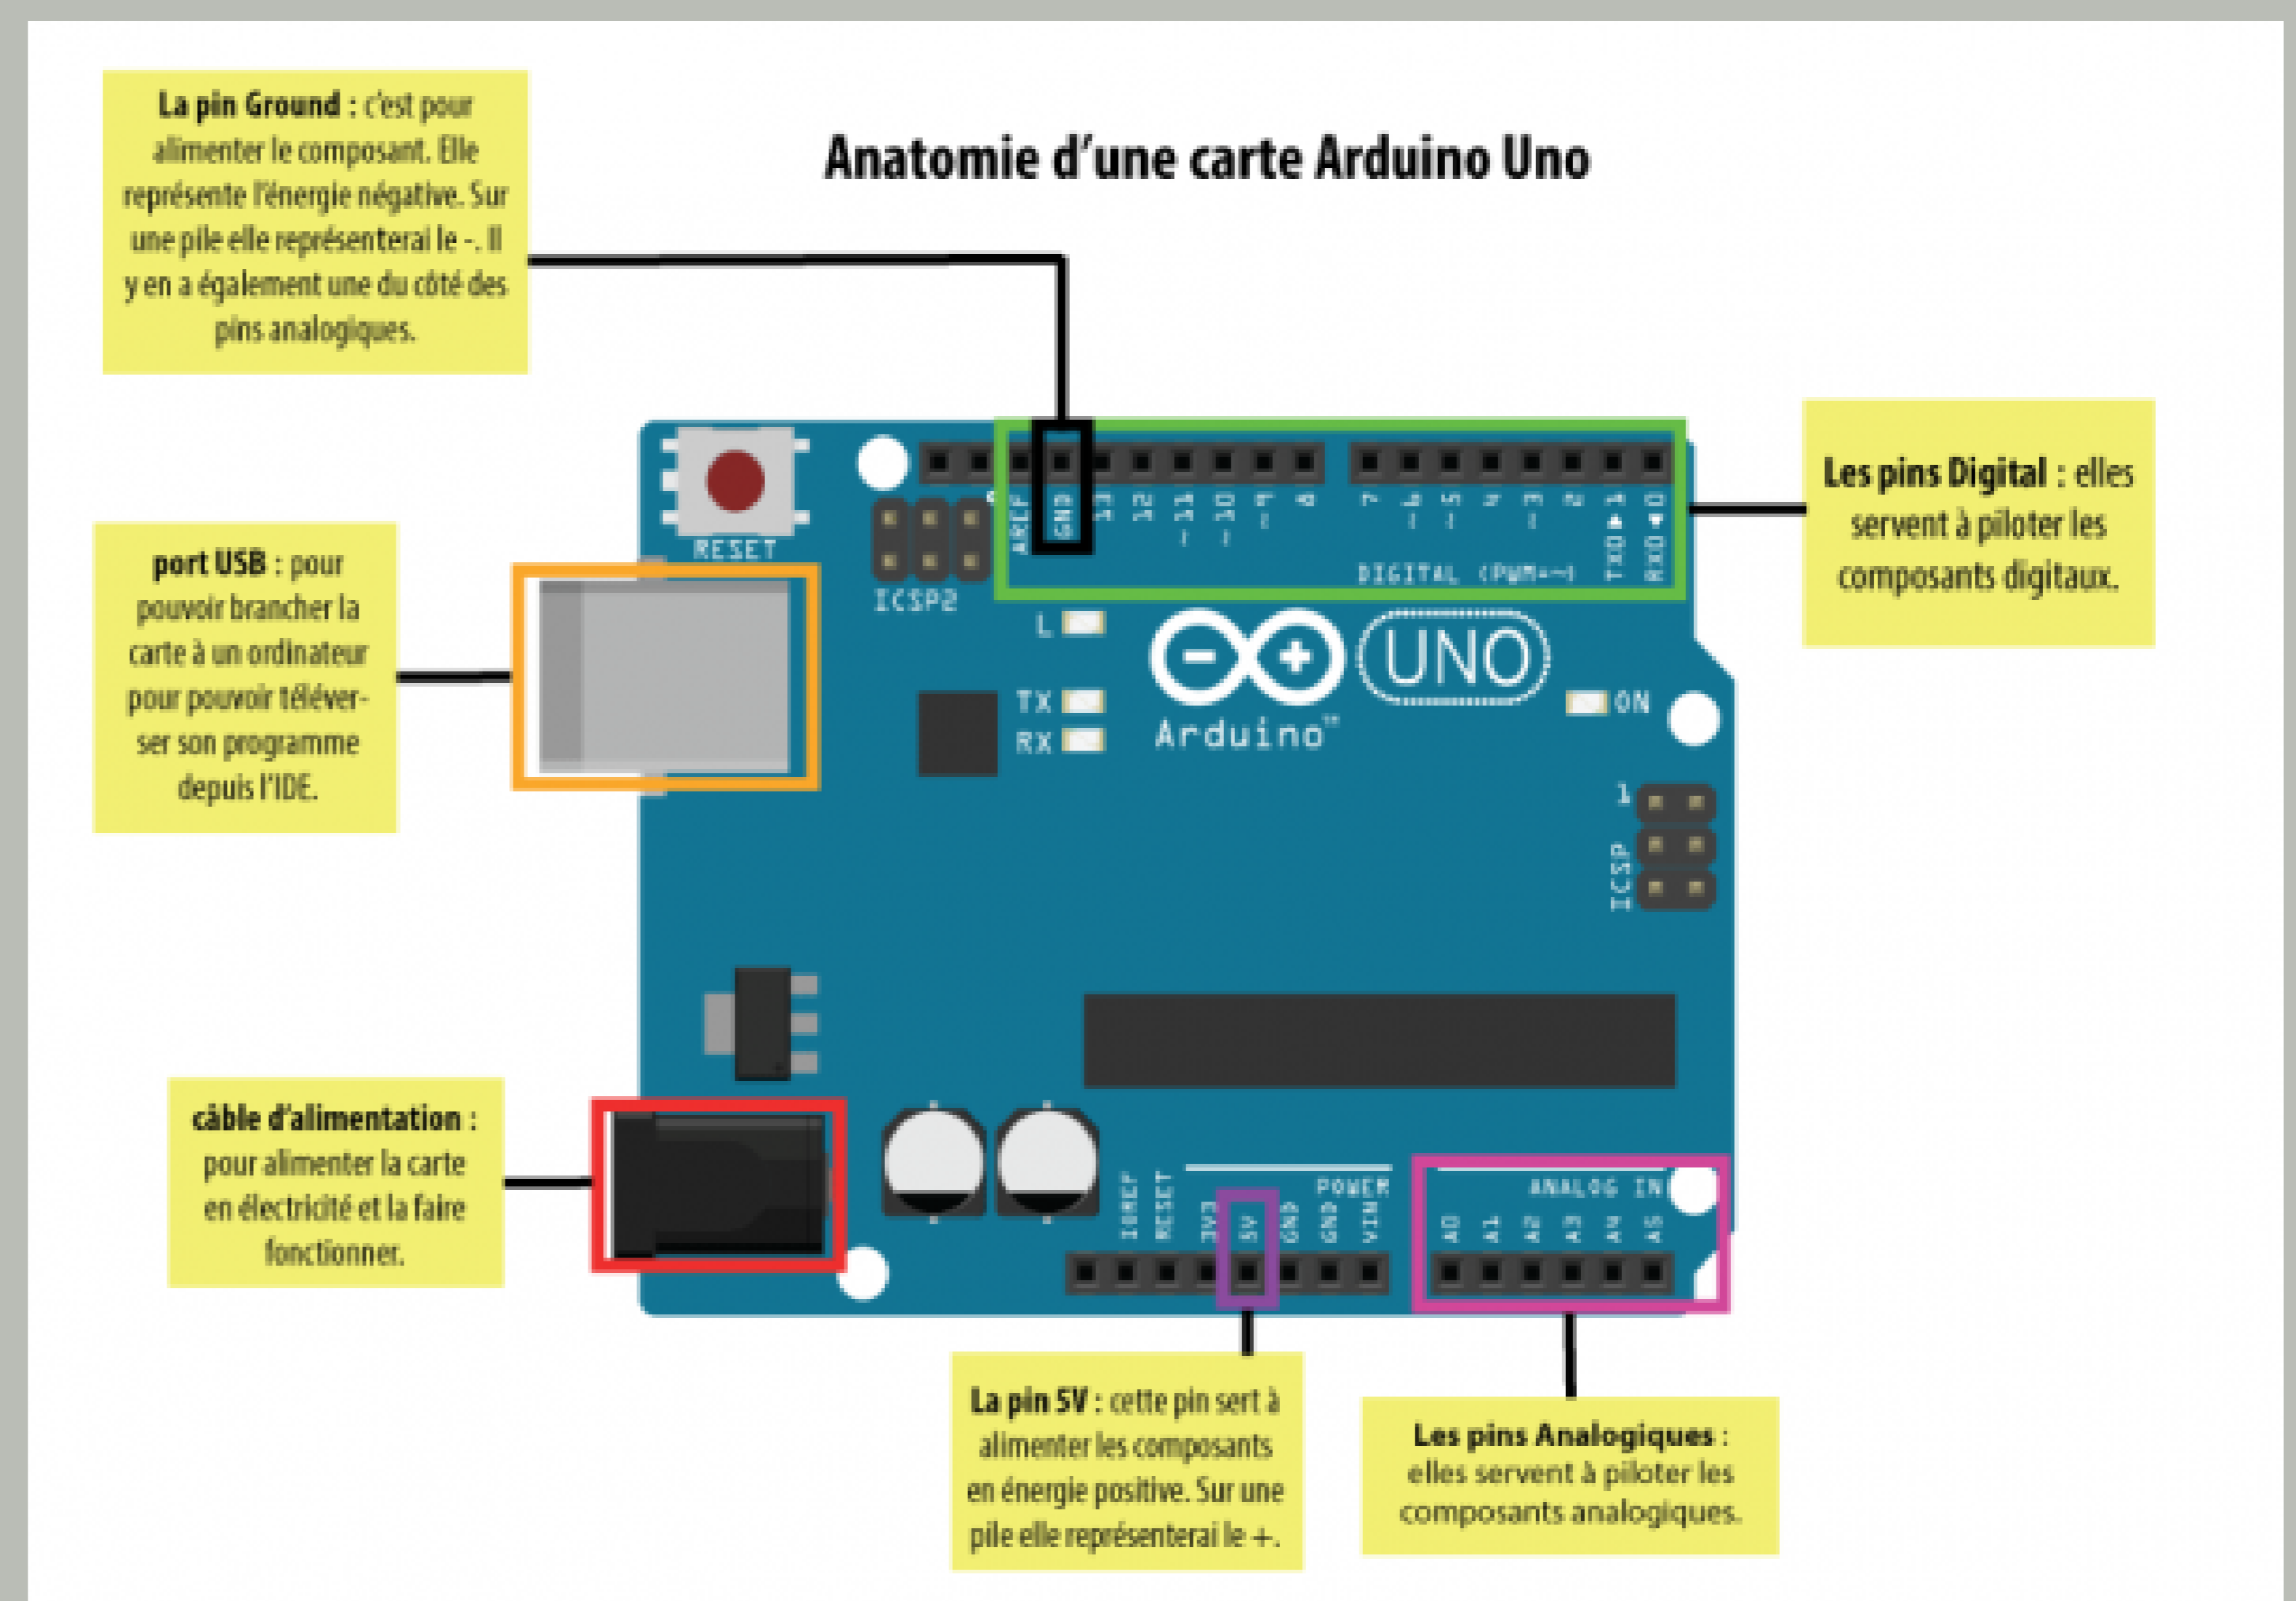 Anatomie d'une carte Arduino Uno
La pin Ground : c'est pour
alimenter le composant. Elle
représente l'énergie négative. Sur
une pile elle représenterai le -. Il
y en a également une du côté des
pins analogiques.
Les pins Digital : elles
servent à piloter les
composants digitaux.
port USB : pour
pouvoir brancher la
carte à un ordinateur
pour pouvoir téléver-
ser son programme
depuis l'IDE.
câble d'alimentation :
pour alimenter la carte
en électricité et la faire
fonctionner.
La pin 5V : cette pin sert à
alimenter les composants
en énergie positive. Sur une
pile elle représenterai le +.
Les pins Analogiques :
elles servent à piloter les
composants analogiques.
RESET
ICSP2
AREF
GND
13
12
~11
~10
~9
8
7
~6
~5
4
~3
2
TXD▶1
RXD◀0
DIGITAL (PWM=~)
L
TX
RX
Arduino™
UNO
ON
1
ICSP
IOREF
RESET
3V3
5V
GND
GND
VIN
POWER
ANALOG IN
A0
A1
A2
A3
A4
A5